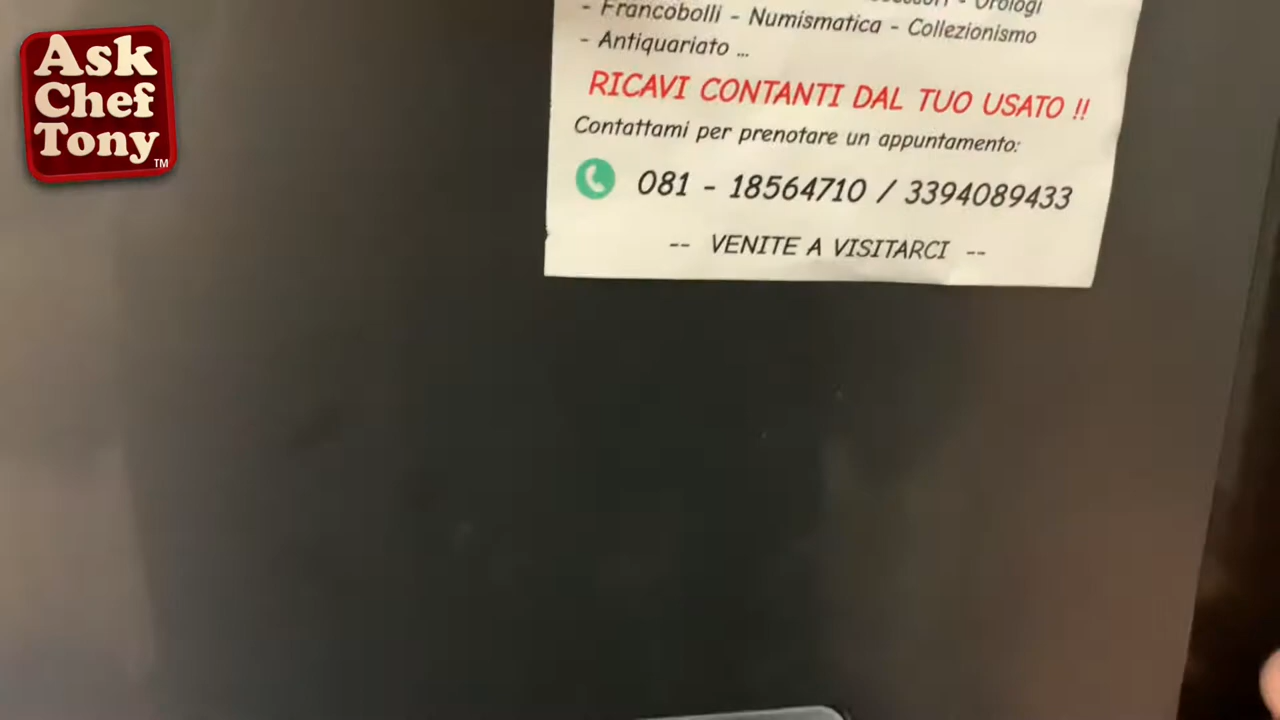 Ask
Chef
Tony
TM
- Orologi
- Francobolli - Numismatica - Collezionismo
- Antiquariato ...
RICAVI CONTANTI DAL TUO USATO !!
Contattami per prenotare un appuntamento:
081 - 18564710 / 3394089433
-- VENITE A VISITARCI --